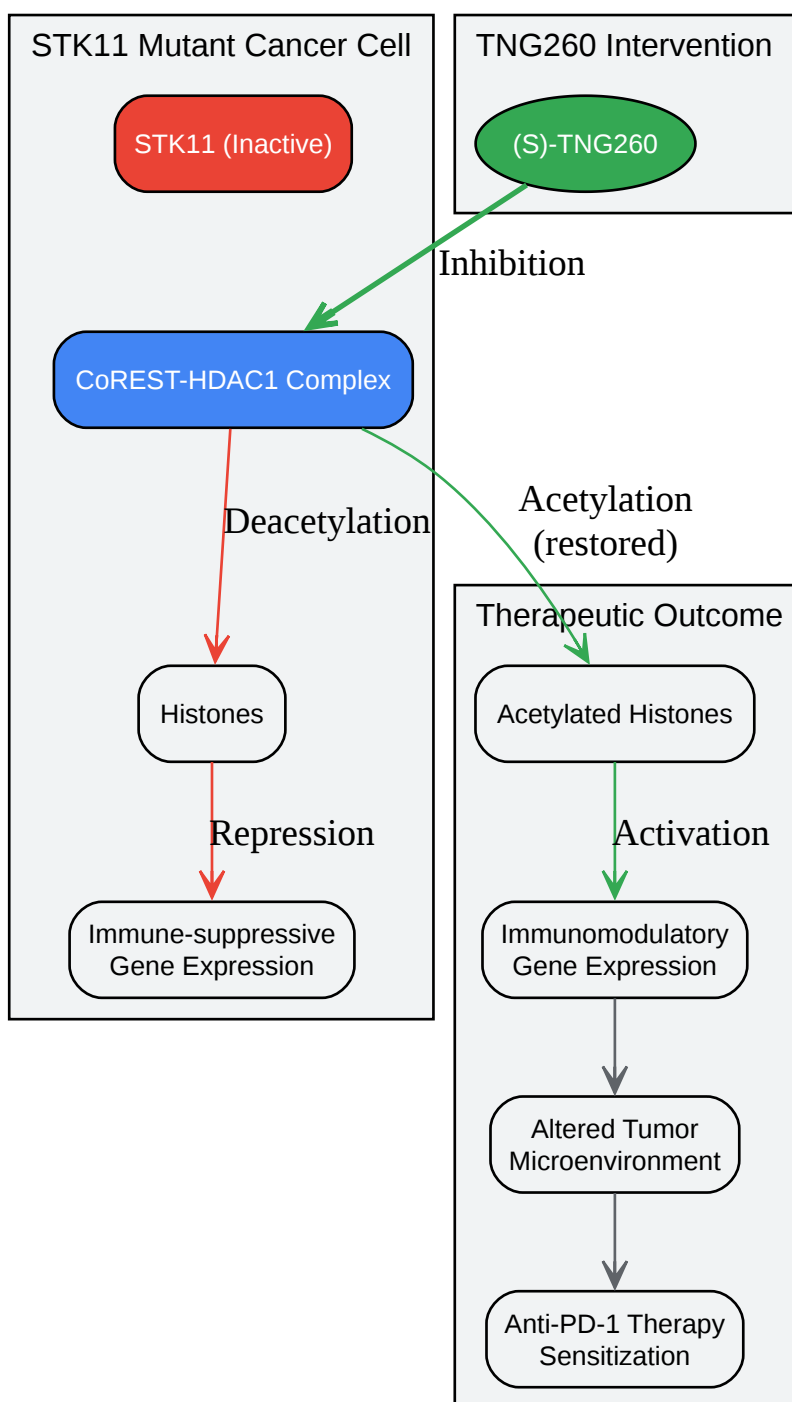 STK11 Mutant Cancer Cell
TNG260 Intervention
STK11 (Inactive)
(S)-TNG260
Inhibition
CoREST-HDAC1 Complex
Deacetylation
Acetylation
(restored)
Therapeutic Outcome
Histones
Acetylated Histones
Repression
Activation
Immune-suppressive
Gene Expression
Immunomodulatory
Gene Expression
Altered Tumor
Microenvironment
Anti-PD-1 Therapy
Sensitization